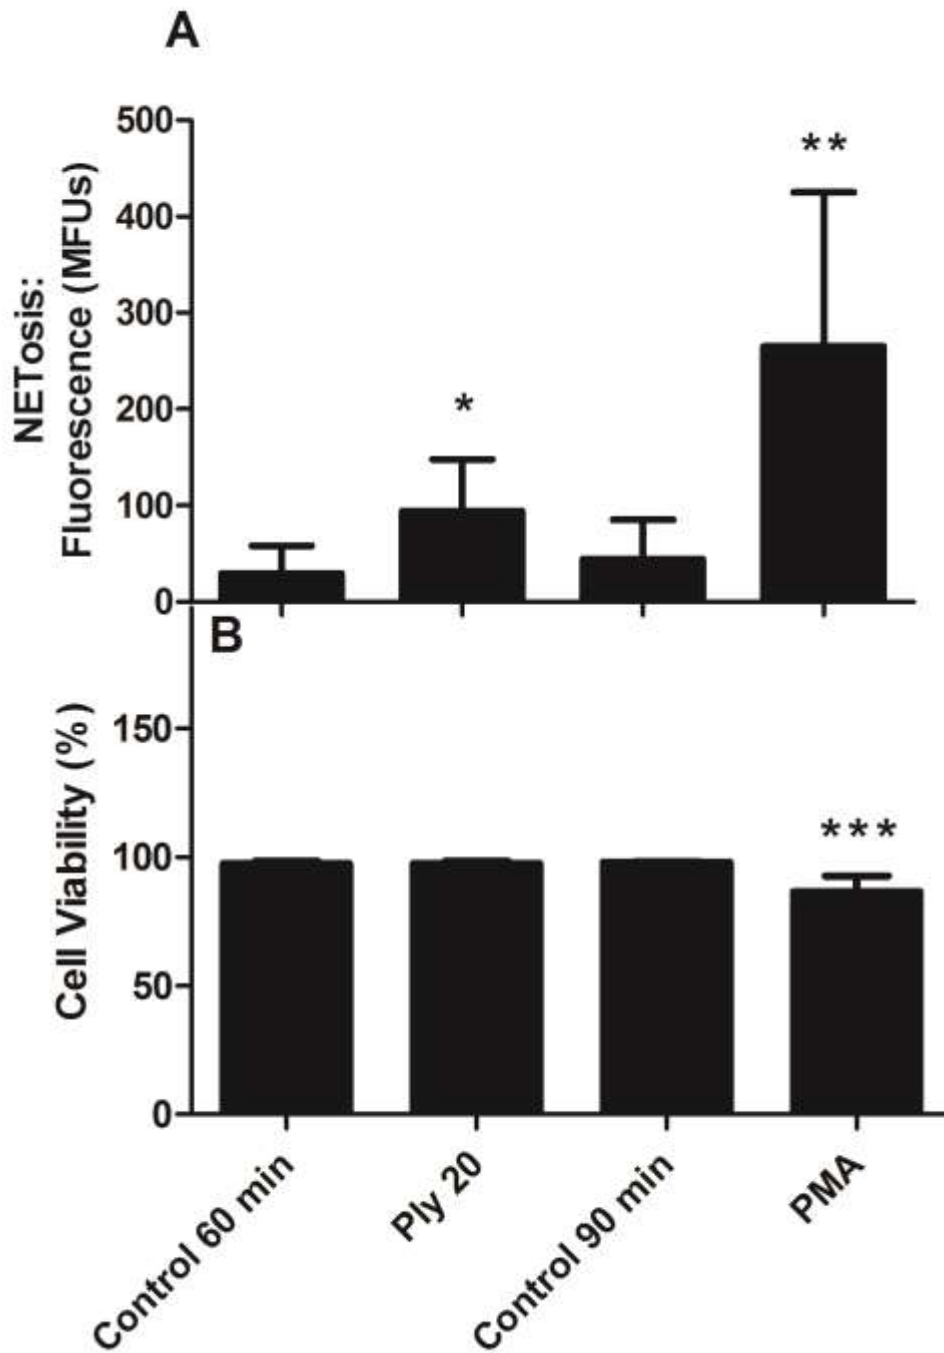 A
NETosis:
Fluorescence (MFUs)
500
400
300
200
100
0
*
**
B
Cell Viability (%)
150
100
50
0
***
Control 60 min
Ply 20
Control 90 min
PMA